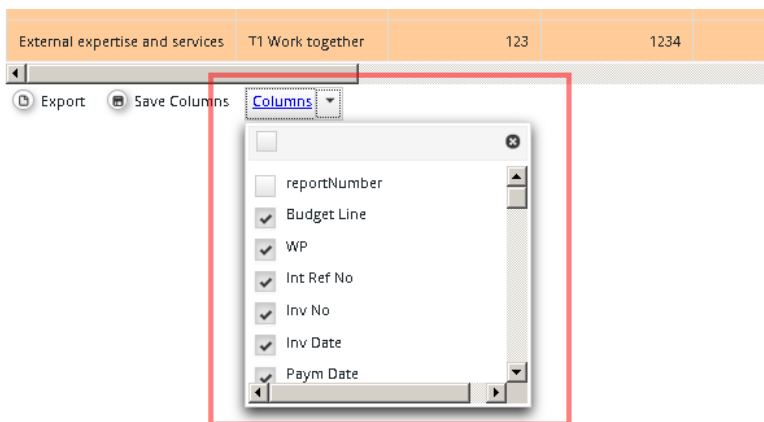 External expertise and services T1 Work together 123 1234
Export Save Columns Columns
reportNumber
Budget Line
WP
Int Ref No
Inv No
Inv Date
Paym Date